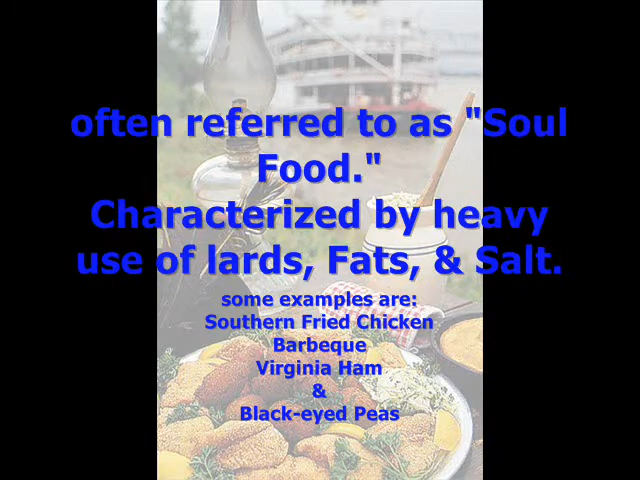 often referred to as "Soul
Food."
Characterized by heavy
use of lards, Fats, & Salt.
some examples are:
Southern Fried Chicken
Barbeque
Virginia Ham
&
Black-eyed Peas